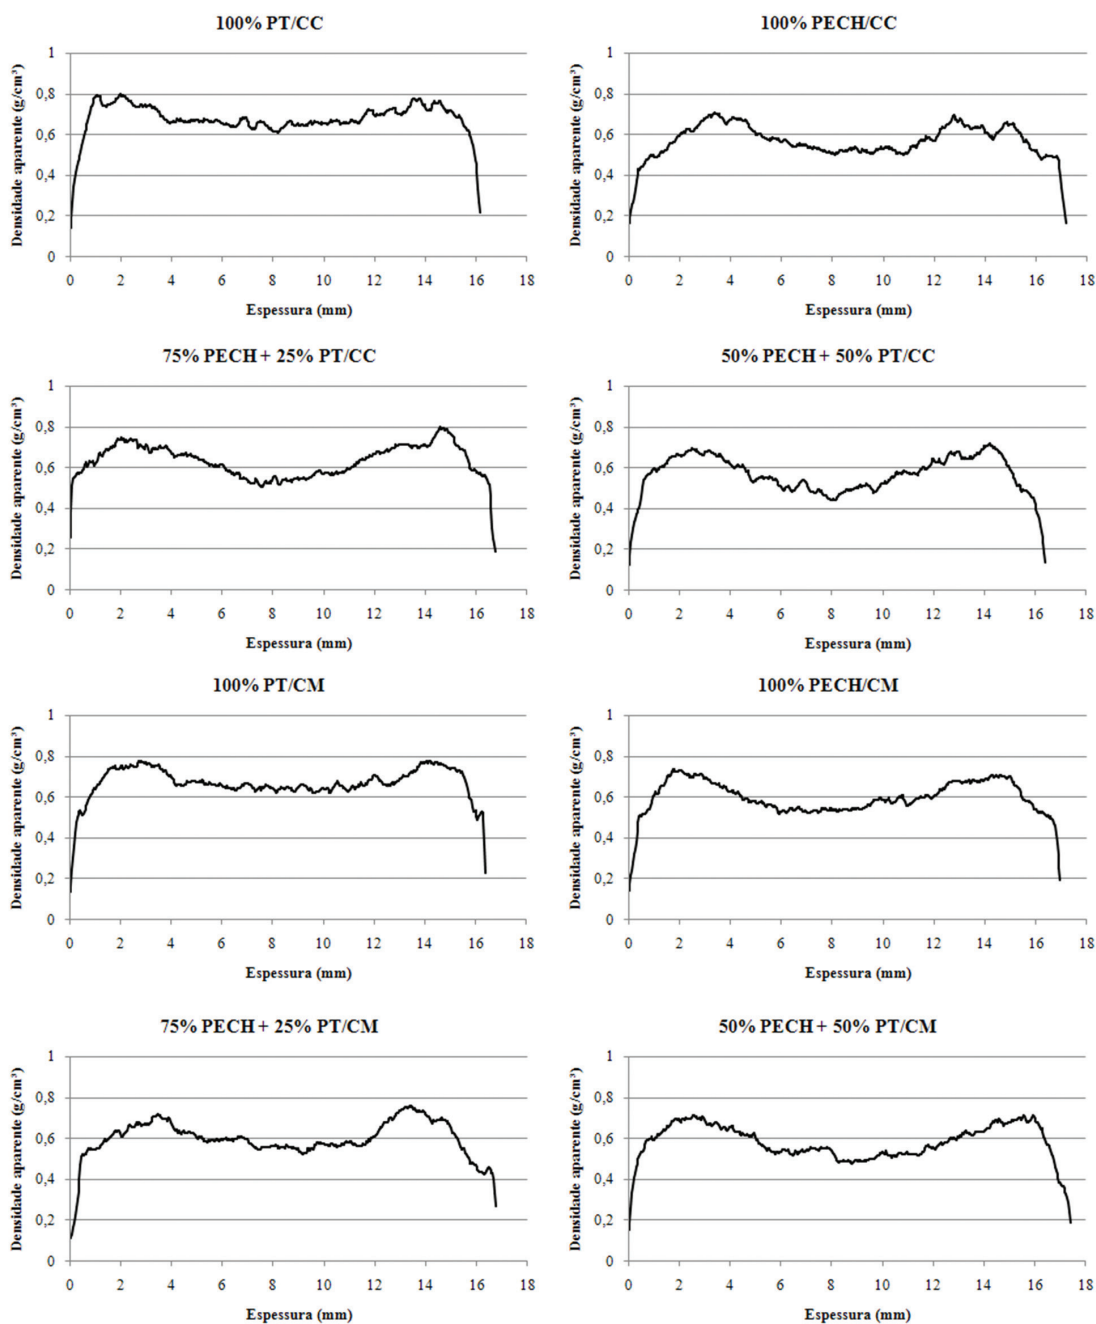 100% PT/CC
Densidade aparente (g/cm³)
1
0,8
0,6
0,4
0,2
0
0 2 4 6 8 10 12 14 16 18
Espessura (mm)
100% PECH/CC
Densidade aparente (g/cm³)
1
0,8
0,6
0,4
0,2
0
0 2 4 6 8 10 12 14 16 18
Espessura (mm)
75% PECH + 25% PT/CC
Densidade aparente (g/cm³)
1
0,8
0,6
0,4
0,2
0
0 2 4 6 8 10 12 14 16 18
Espessura (mm)
50% PECH + 50% PT/CC
Densidade aparente (g/cm³)
1
0,8
0,6
0,4
0,2
0
0 2 4 6 8 10 12 14 16 18
Espessura (mm)
100% PT/CM
Densidade aparente (g/cm³)
1
0,8
0,6
0,4
0,2
0
0 2 4 6 8 10 12 14 16 18
Espessura (mm)
100% PECH/CM
Densidade aparente (g/cm³)
1
0,8
0,6
0,4
0,2
0
0 2 4 6 8 10 12 14 16 18
Espessura (mm)
75% PECH + 25% PT/CM
Densidade aparente (g/cm³)
1
0,8
0,6
0,4
0,2
0
0 2 4 6 8 10 12 14 16 18
Espessura (mm)
50% PECH + 50% PT/CM
Densidade aparente (g/cm³)
1
0,8
0,6
0,4
0,2
0
0 2 4 6 8 10 12 14 16 18
Espessura (mm)